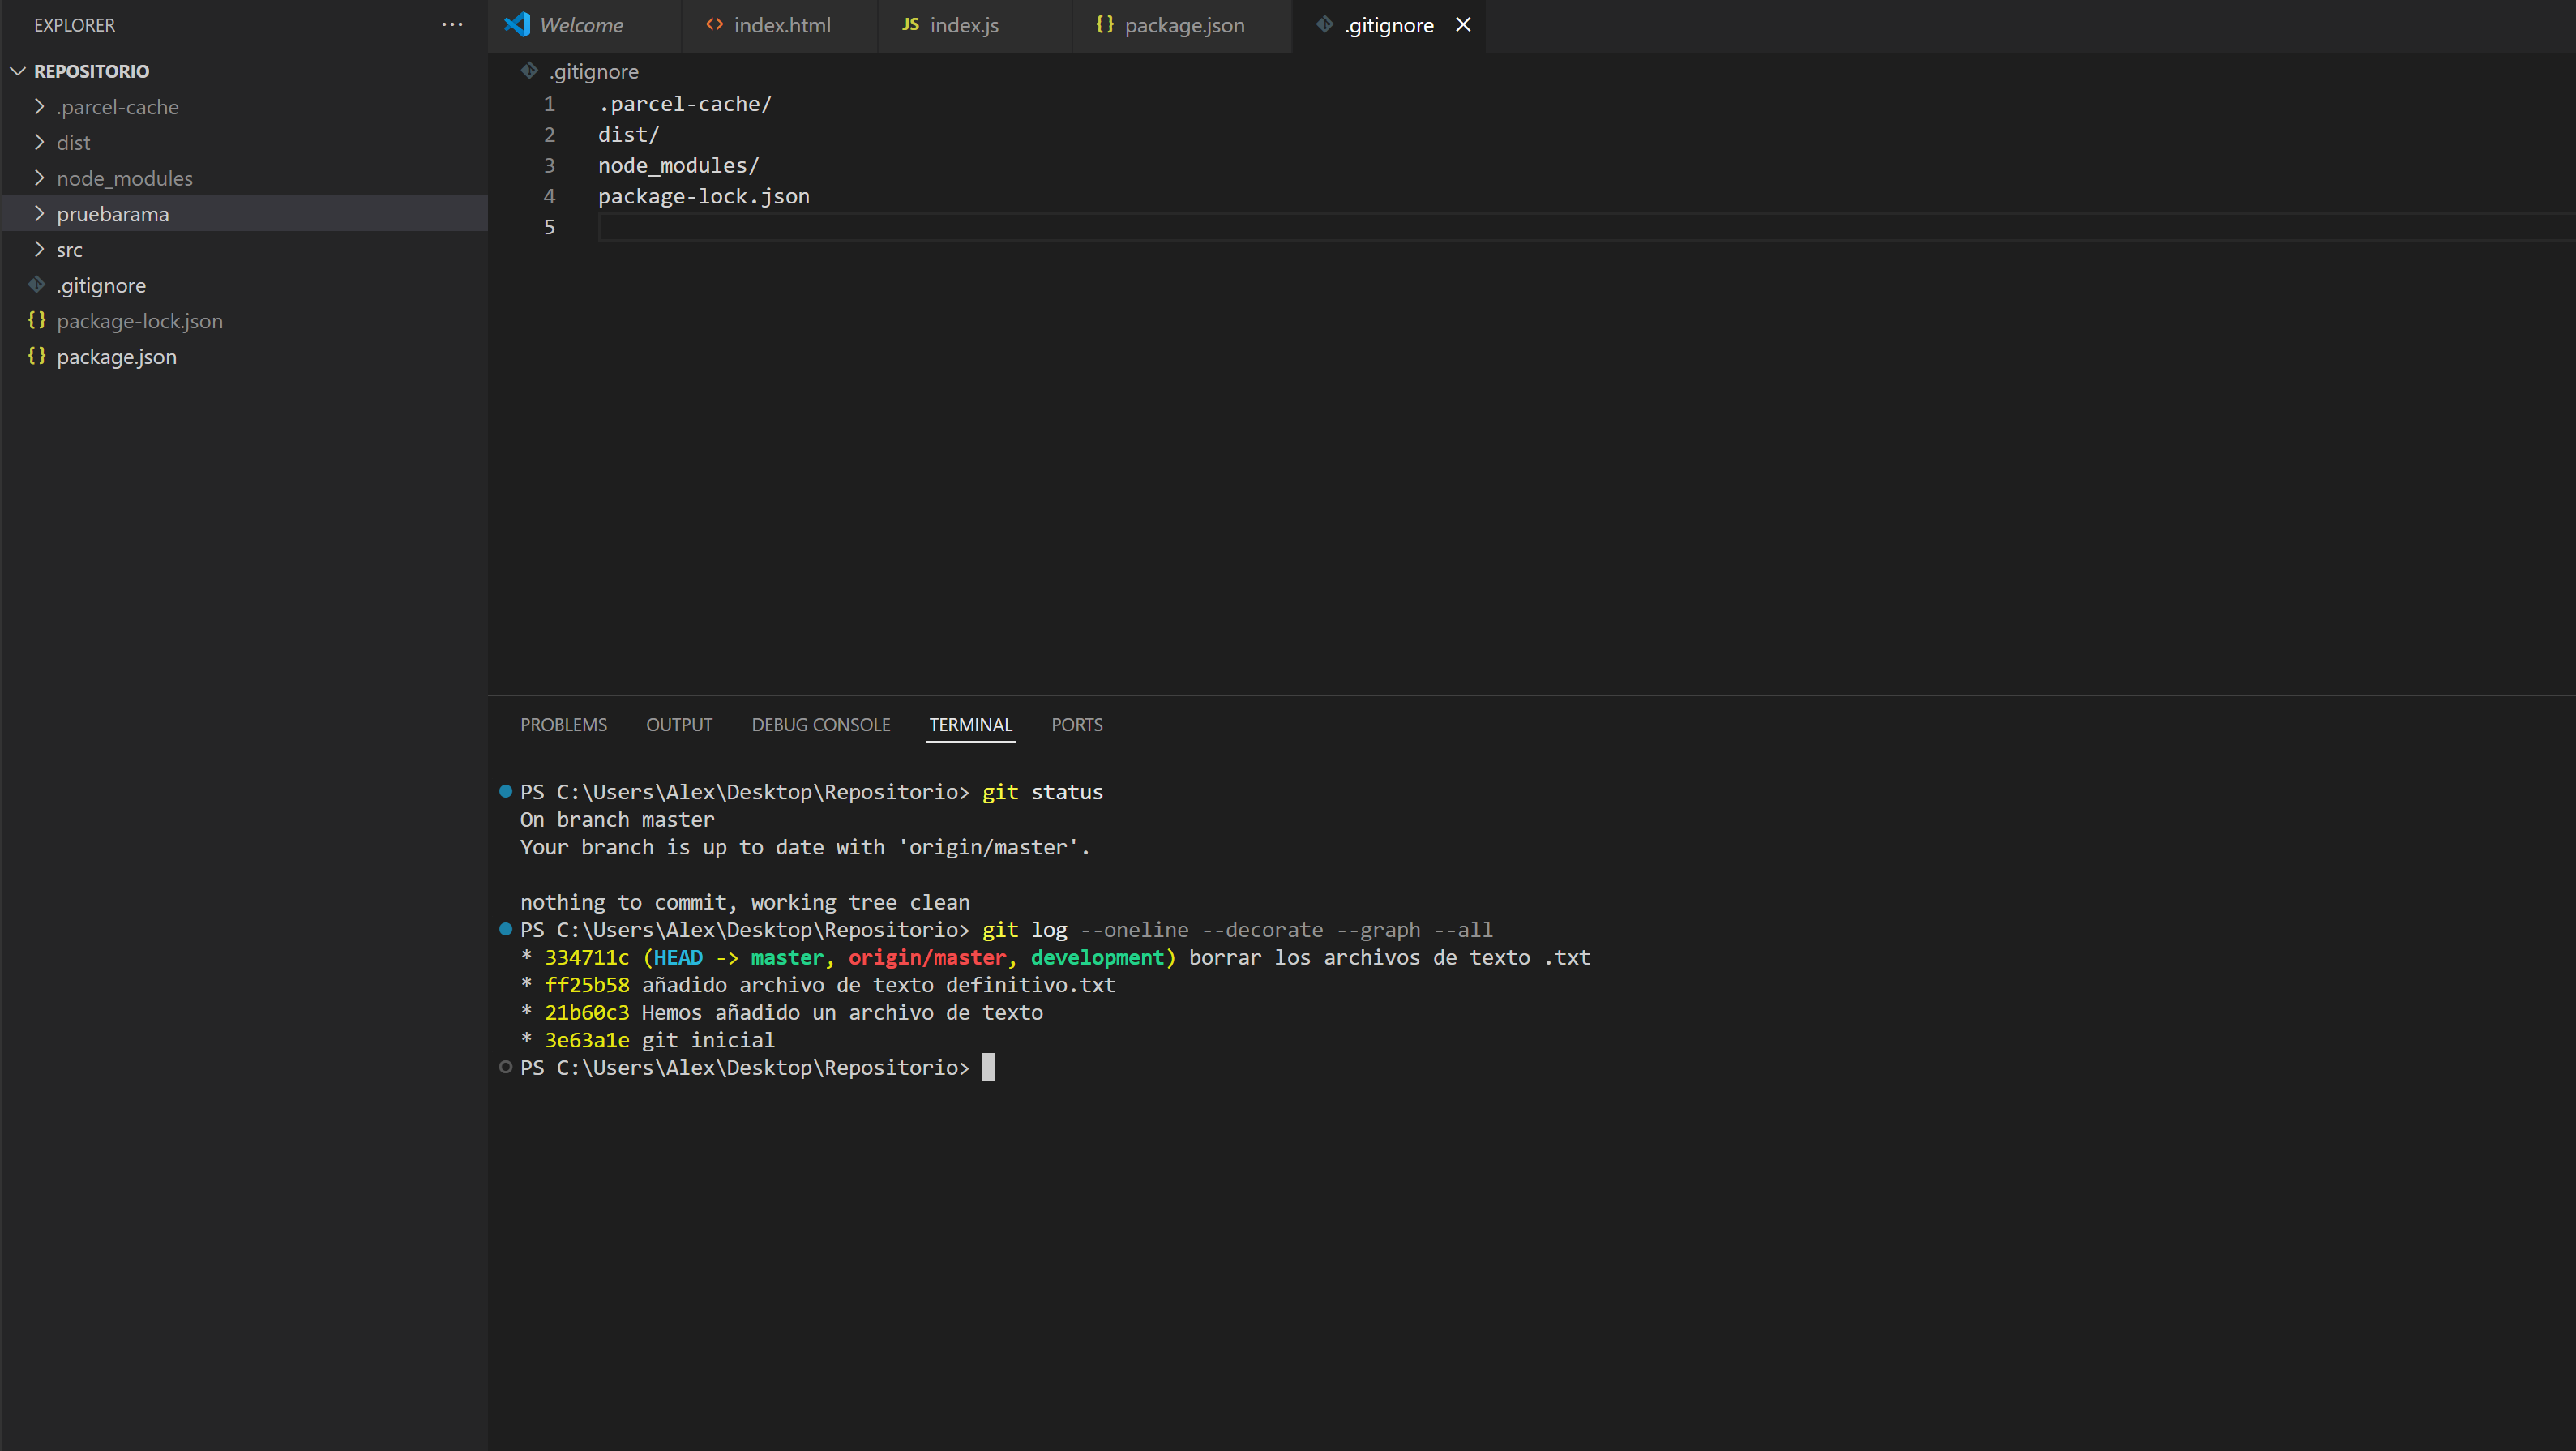 EXPLORER
REPOSITORIO
.parcel-cache
dist
node_modules
pruebarama
src
.gitignore
package-lock.json
package.json
Welcome
index.html
JS index.js
package.json
.gitignore
.gitignore
1 .parcel-cache/
2 dist/
3 node_modules/
4 package-lock.json
5
PROBLEMS OUTPUT DEBUG CONSOLE TERMINAL PORTS
PS C:\Users\Alex\Desktop\Repositorio> git status
On branch master
Your branch is up to date with 'origin/master'.
nothing to commit, working tree clean
PS C:\Users\Alex\Desktop\Repositorio> git log --oneline --decorate --graph --all
* 334711c (HEAD -> master, origin/master, development) borrar los archivos de texto .txt
* ff25b58 añadido archivo de texto definitivo.txt
* 21b60c3 Hemos añadido un archivo de texto
* 3e63a1e git inicial
PS C:\Users\Alex\Desktop\Repositorio>